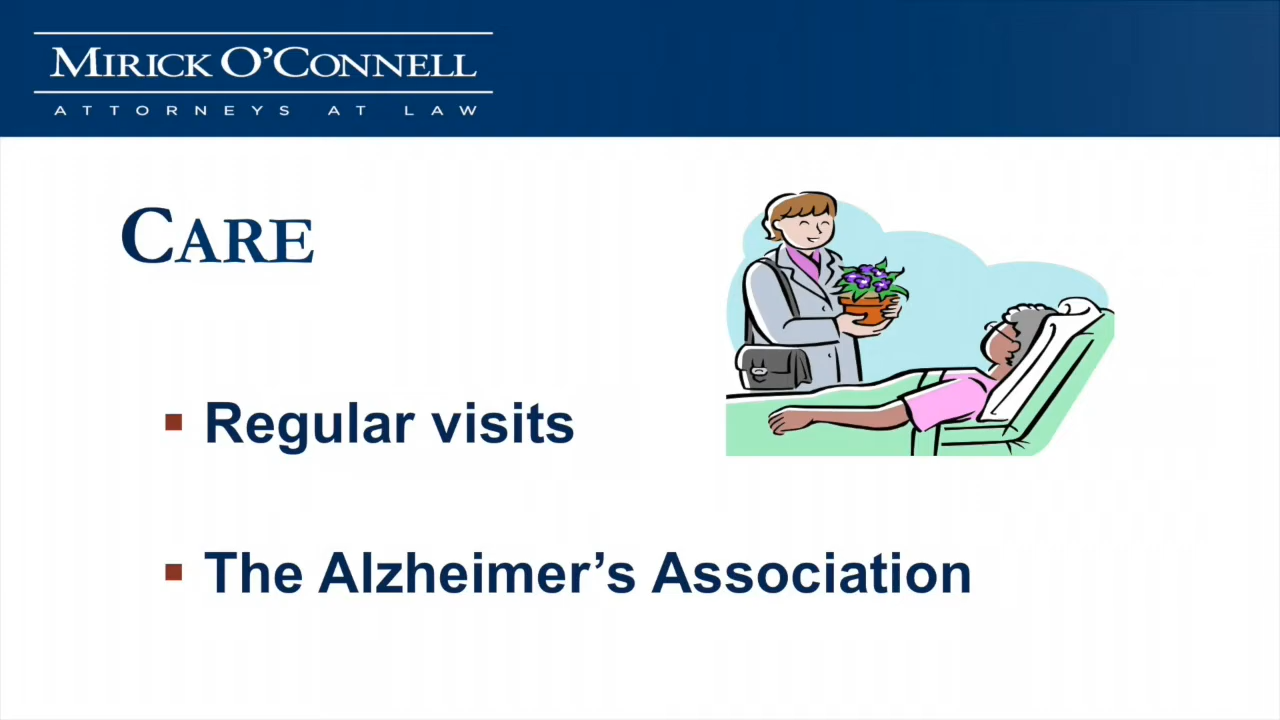 MIRICK O'CONNELL
ATTORNEYS AT LAW
CARE
▪ Regular visits
▪ The Alzheimer's Association